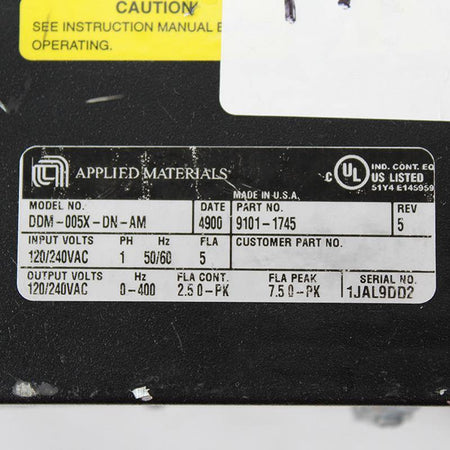 CAUTION
SEE INSTRUCTION MANUAL
OPERATING.
APPLIED MATERIALS
C UL US LISTED
IND. CONT. EQ
51Y4 E145959
MADE IN U.S.A.
MODEL NO. DATE PART NO. REV
DDM-005X-DN-AM 4900 9101-1745 5
INPUT VOLTS PH Hz FLA CUSTOMER PART NO.
120/240VAC 1 50/60 5
OUTPUT VOLTS Hz FLA CONT. FLA PEAK SERIAL NO.
120/240VAC 0-400 2.5 0-PK 7.5 0-PK 1JAL9DD2